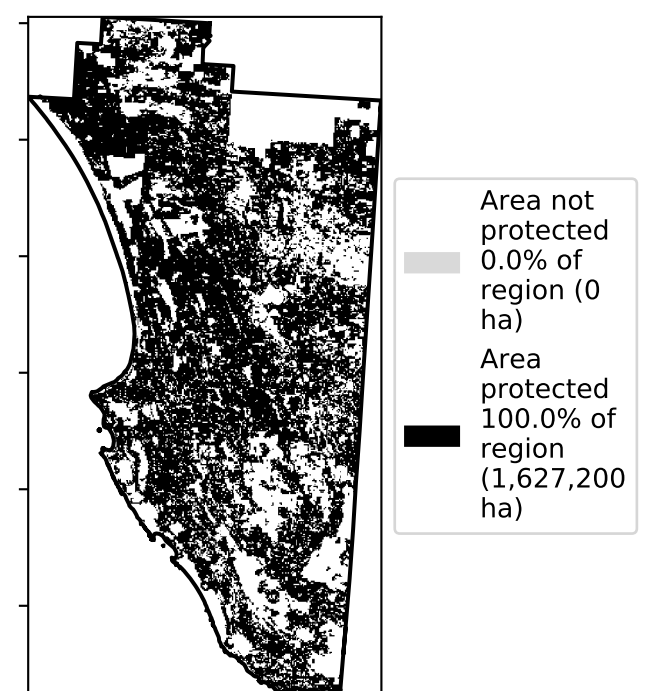 Area not
protected
0.0% of
region (0
ha)
Area
protected
100.0% of
region
(1,627,200
ha)